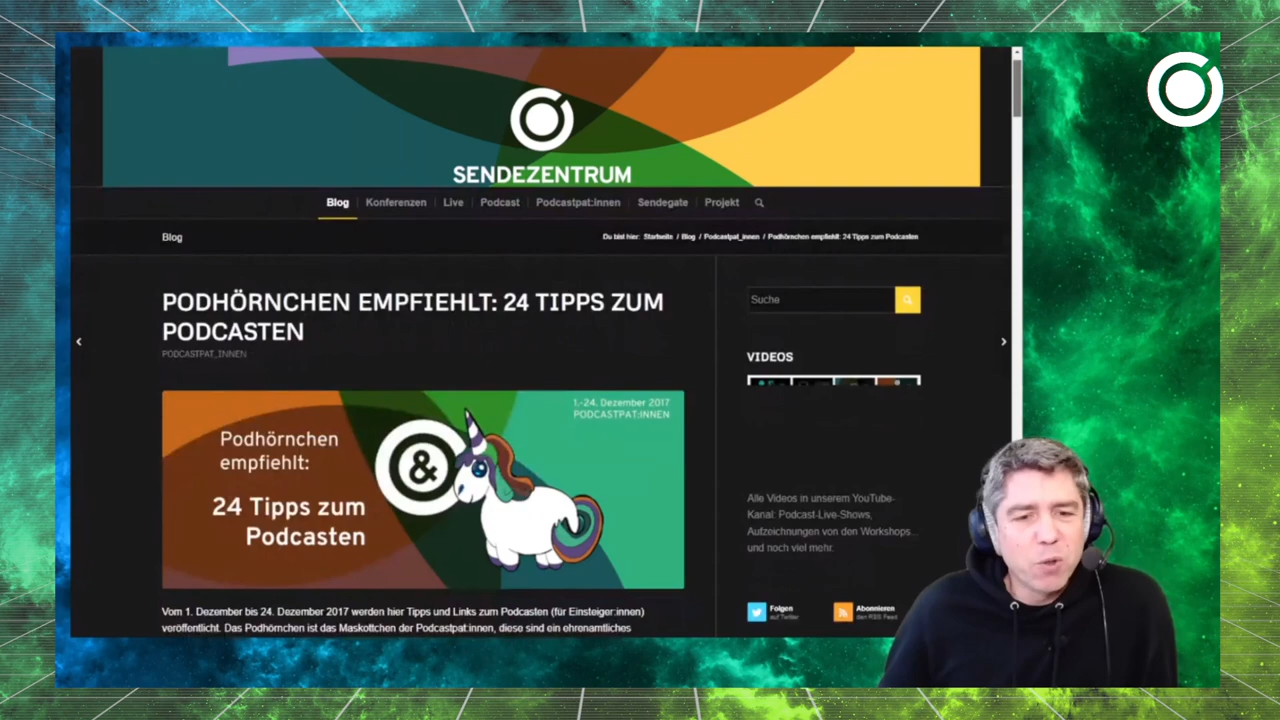 SENDEZENTRUM
Blog Konferenzen Live Podcast Podcastpat:innen Sendegate Projekt
Blog
Du bist hier: Startseite / Blog / Podcastpat_innen / Podhörnchen empfiehlt: 24 Tipps zum Podcasten
PODHÖRNCHEN EMPFIEHLT: 24 TIPPS ZUM
PODCASTEN
PODCASTPAT_INNEN
1.-24. Dezember 2017
PODCASTPAT:INNEN
Podhörnchen
empfiehlt:
&
24 Tipps zum
Podcasten
Vom 1. Dezember bis 24. Dezember 2017 werden hier Tipps und Links zum Podcasten (für Einsteiger:innen)
veröffentlicht. Das Podhörnchen ist das Maskottchen der Podcastpat:innen, diese sind ein ehrenamtliches
Suche
VIDEOS
Alle Videos in unserem YouTube-
Kanal: Podcast-Live-Shows,
Aufzeichnungen von den Workshops...
und noch viel mehr.
Folgen
auf Twitter
Abonnieren
den RSS Feed